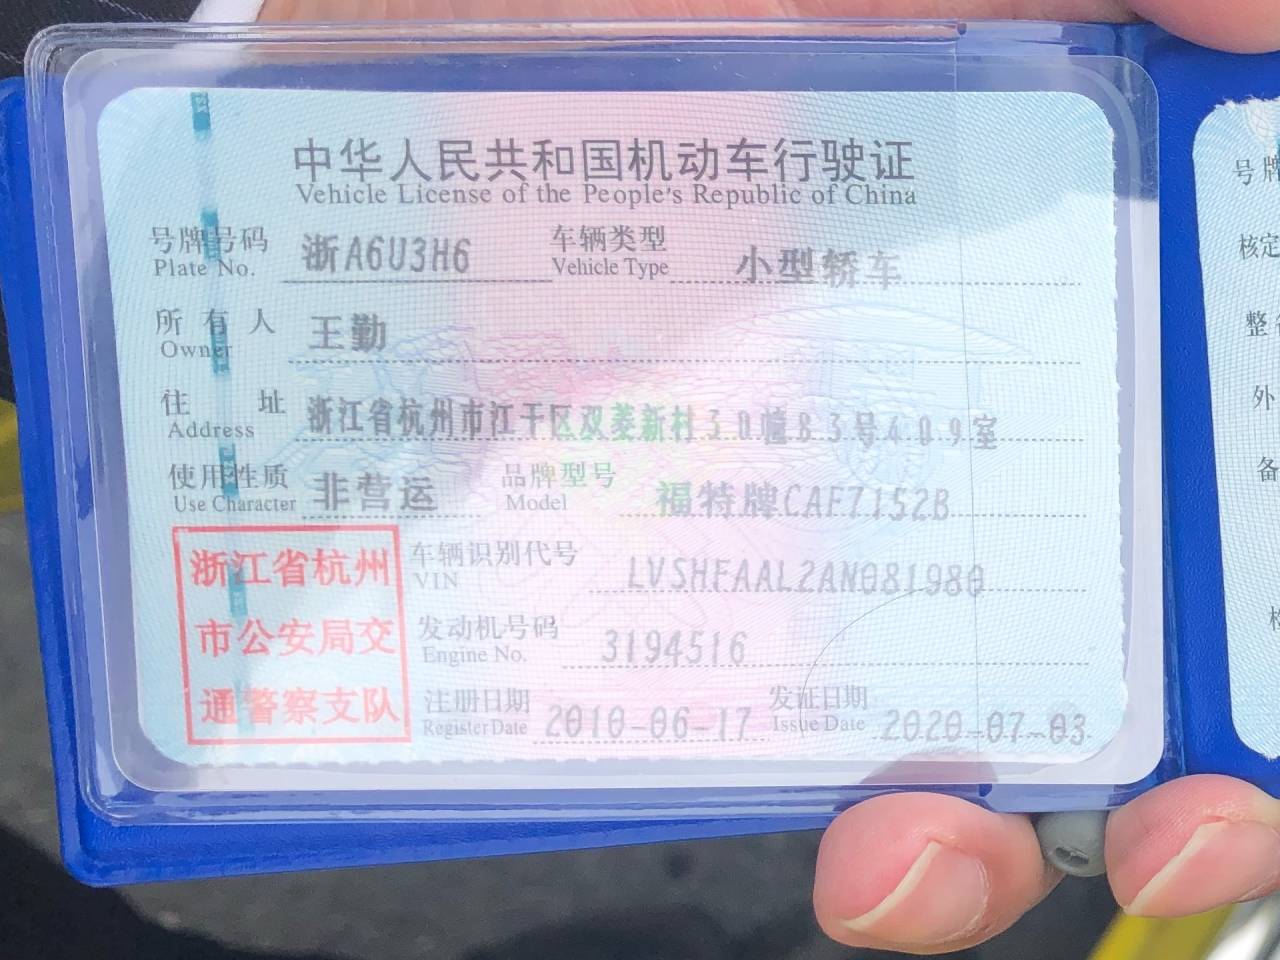 中华人民共和国机动车行驶证
Vehicle License of the People's Republic of China
号牌号码 浙A6U3H6 车辆类型 小型轿车
Plate No. Vehicle Type
所有人 王勤
Owner
住址 浙江省杭州市江干区双菱新村30幢83号409室
Address
使用性质 非营运 品牌型号 福特牌CAF7152B
Use Character Model
浙江省杭州
市公安局交
通警察支队
车辆识别代号 LVSHFAAL2AN081980
VIN
发动机号码 3194516
Engine No.
注册日期 2010-06-17 发证日期 2020-07-03
Register Date Issue Date
号牌
核定
整
外
备
检